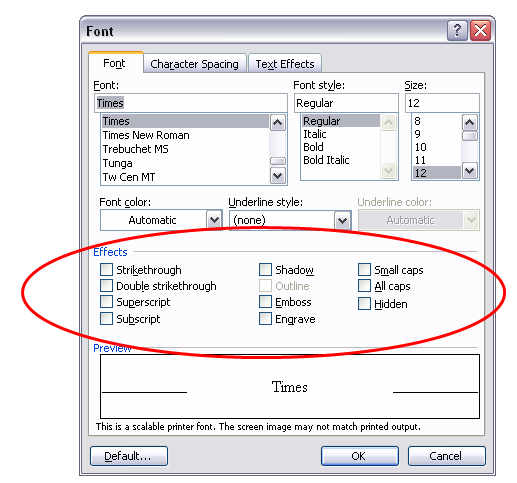 Font
Font Character Spacing Text Effects
Font: Font style: Size:
Times Regular 12
Times Regular 8
Times New Roman Italic 9
Trebuchet MS Bold 10
Tunga Bold Italic 11
Tw Cen MT 12
Font color: Underline style: Underline color:
Automatic (none) Automatic
Effects
Strikethrough Shadow Small caps
Double strikethrough Outline All caps
Superscript Emboss Hidden
Subscript Engrave
Preview
Times
This is a scalable printer font. The screen image may not match printed output.
Default... OK Cancel